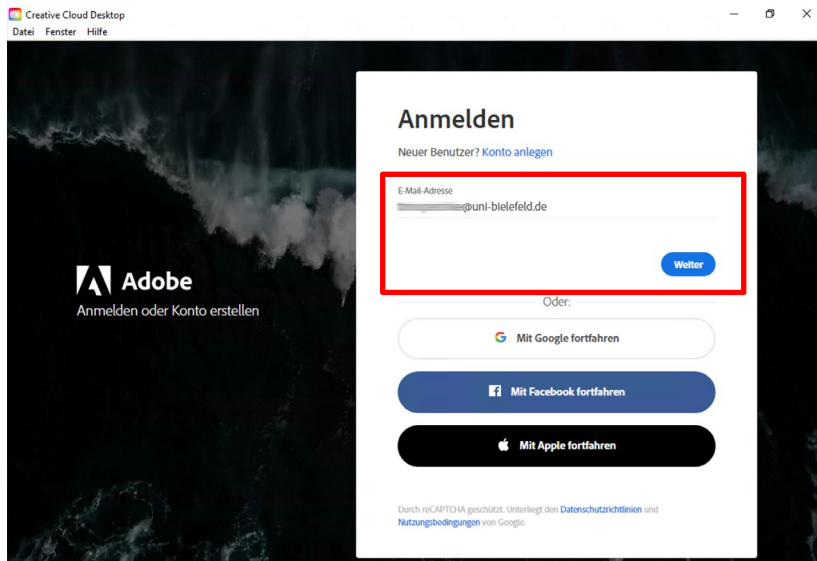 Creative Cloud Desktop
Datei Fenster Hilfe
Anmelden
Neuer Benutzer? Konto anlegen
E-Mail-Adresse
@uni-bielefeld.de
Weiter
Adobe
Anmelden oder Konto erstellen
Oder:
G Mit Google fortfahren
f Mit Facebook fortfahren
Mit Apple fortfahren
Durch reCAPTCHA geschützt. Unterliegt den Datenschutzrichtlinien und
Nutzungsbedingungen von Google.